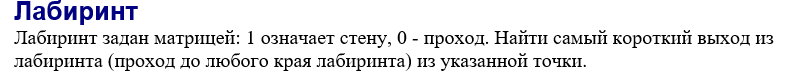 Лабиринт
Лабиринт задан матрицей: 1 означает стену, 0 - проход. Найти самый короткий выход из
лабиринта (проход до любого края лабиринта) из указанной точки.